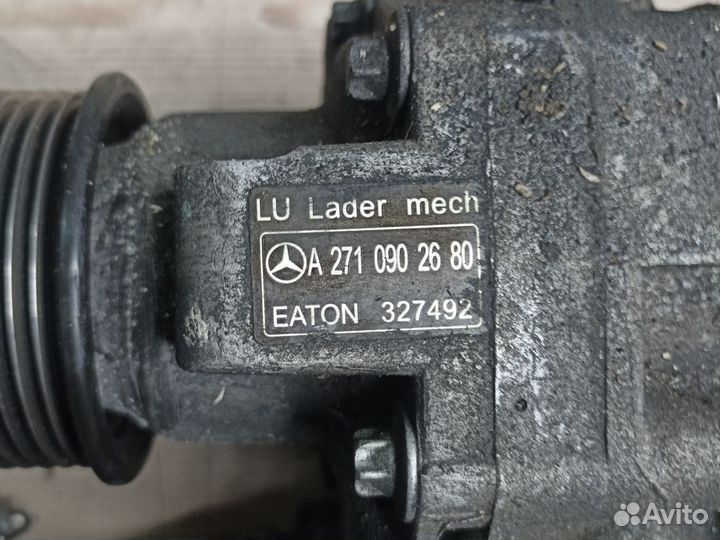 LU Lader mech
A 271 090 26 80
EATON 327492
Avito